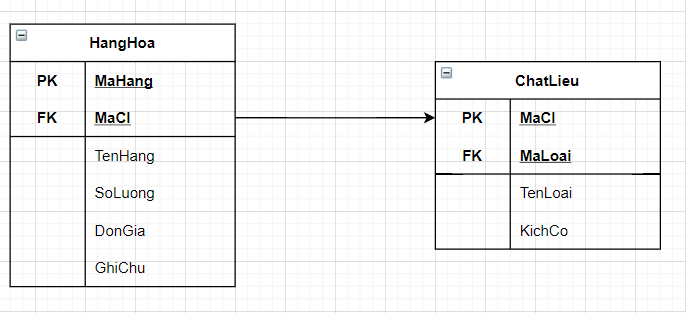 HangHoa
PK MaHang
FK MaCl
TenHang
SoLuong
DonGia
GhiChu
ChatLieu
PK MaCl
FK MaLoai
TenLoai
KichCo